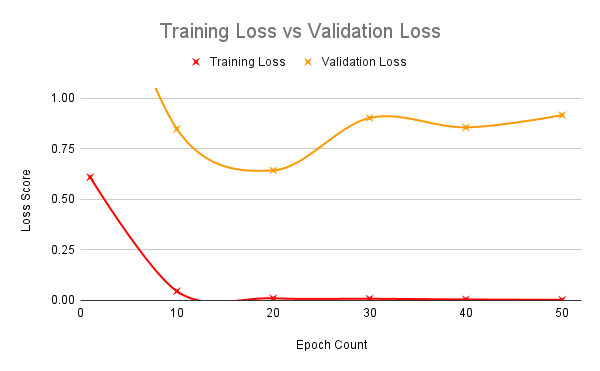 Training Loss vs Validation Loss
Training Loss Validation Loss
1.00
0.75
0.50
0.25
0.00
Loss Score
0 10 20 30 40 50
Epoch Count